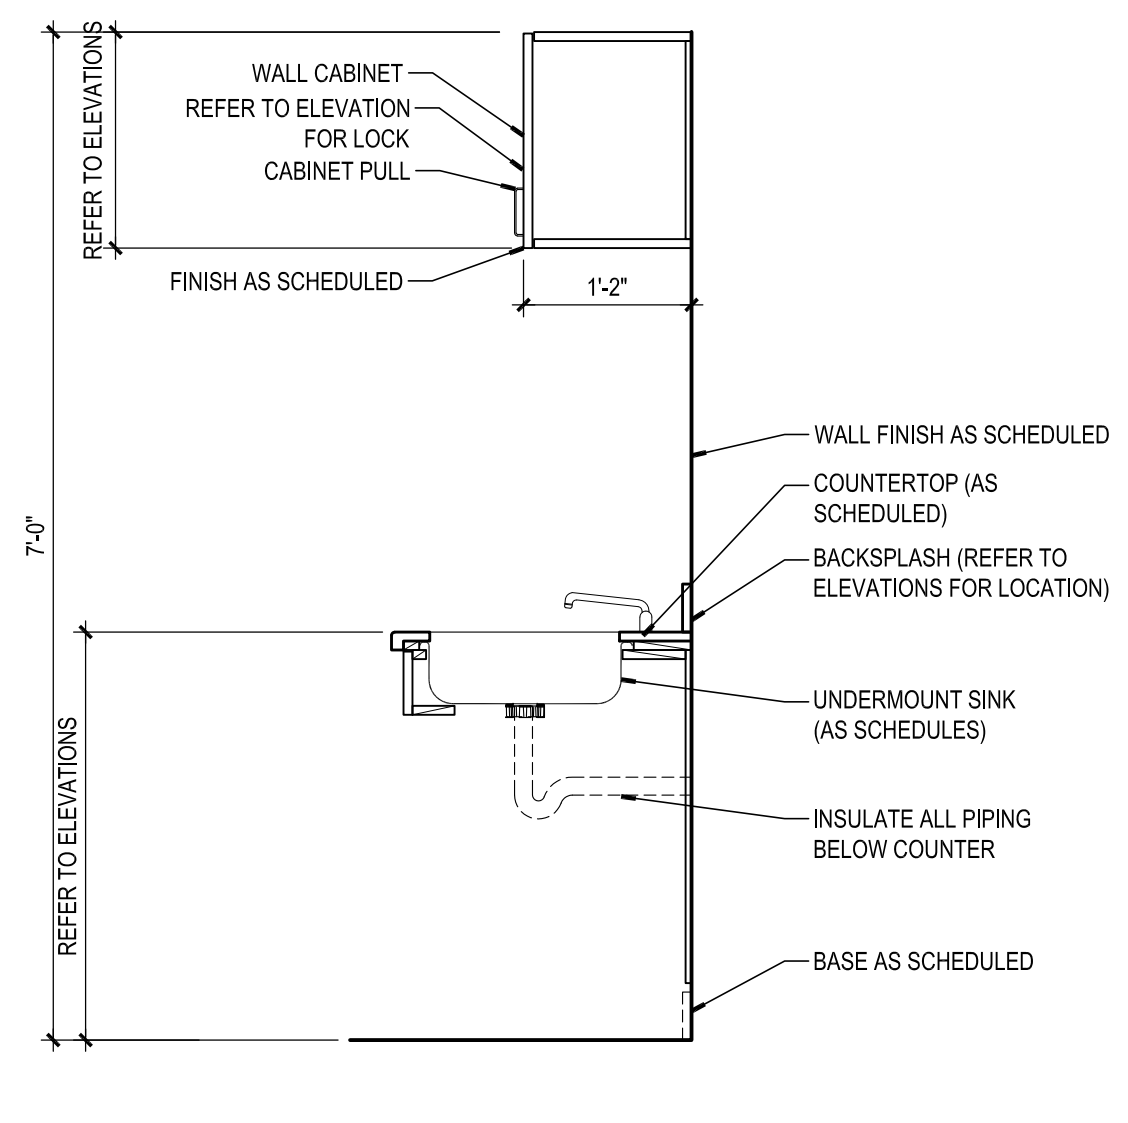 REFER TO ELEVATIONS
WALL CABINET
REFER TO ELEVATION
FOR LOCK
CABINET PULL
FINISH AS SCHEDULED
1'-2"
7'-0"
WALL FINISH AS SCHEDULED
COUNTERTOP (AS
SCHEDULED)
BACKSPLASH (REFER TO
ELEVATIONS FOR LOCATION)
REFER TO ELEVATIONS
UNDERMOUNT SINK
(AS SCHEDULES)
INSULATE ALL PIPING
BELOW COUNTER
BASE AS SCHEDULED